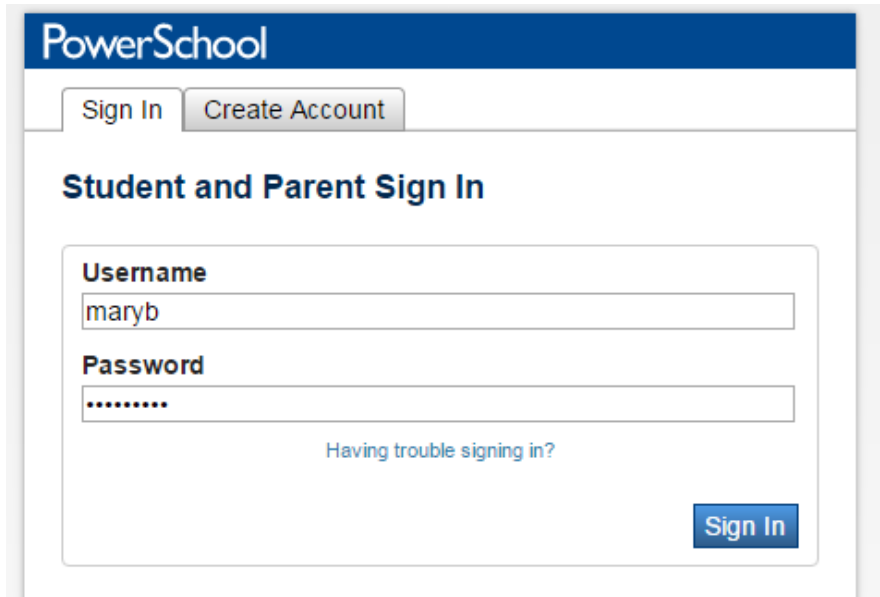 PowerSchool
Sign In Create Account
Student and Parent Sign In
Username
maryb
Password
•••••••••
Having trouble signing in?
Sign In